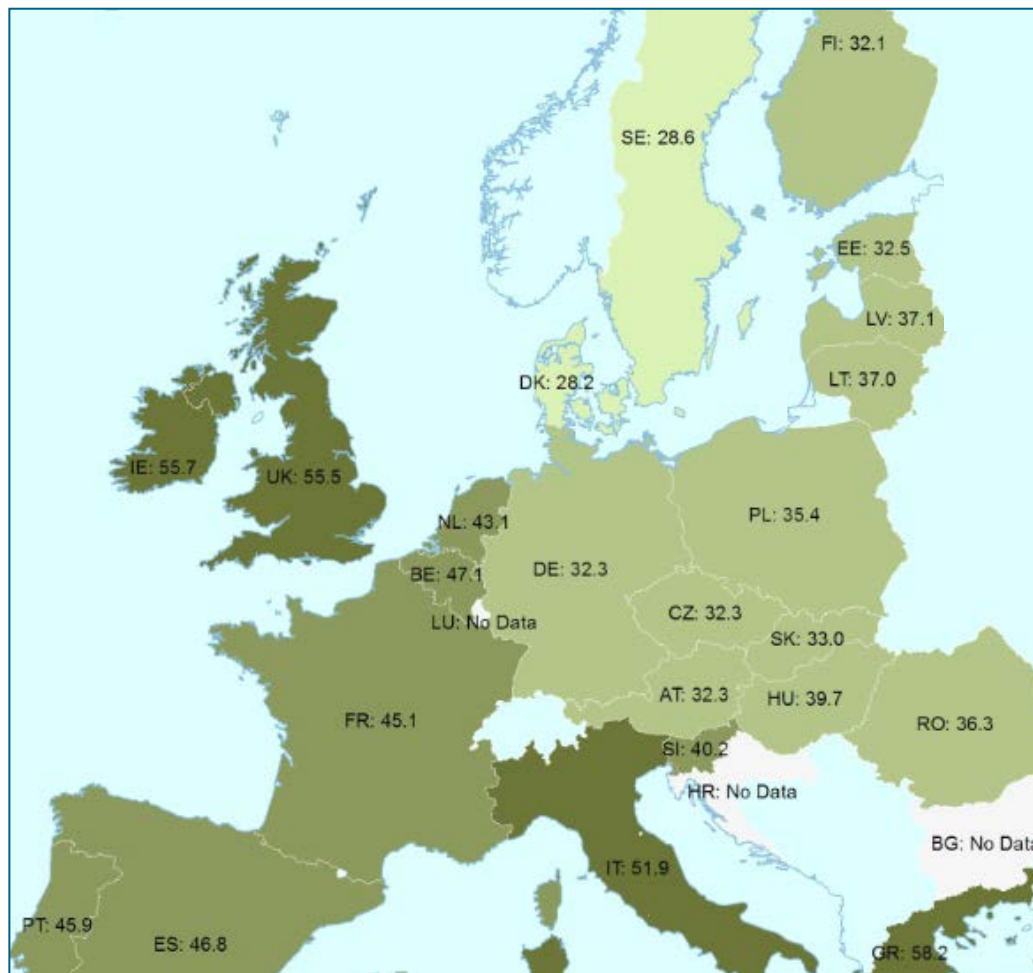 FI: 32.1
SE: 28.6
EE: 32.5
LV: 37.1
LT: 37.0
DK: 28.2
IE: 55.7
UK: 55.5
NL: 43.1
PL: 35.4
BE: 47.1
DE: 32.3
CZ: 32.3
LU: No Data
SK: 33.0
AT: 32.3
HU: 39.7
FR: 45.1
RO: 36.3
SI: 40.2
HR: No Data
BG: No Data
IT: 51.9
PT: 45.9
ES: 46.8
GR: 58.2